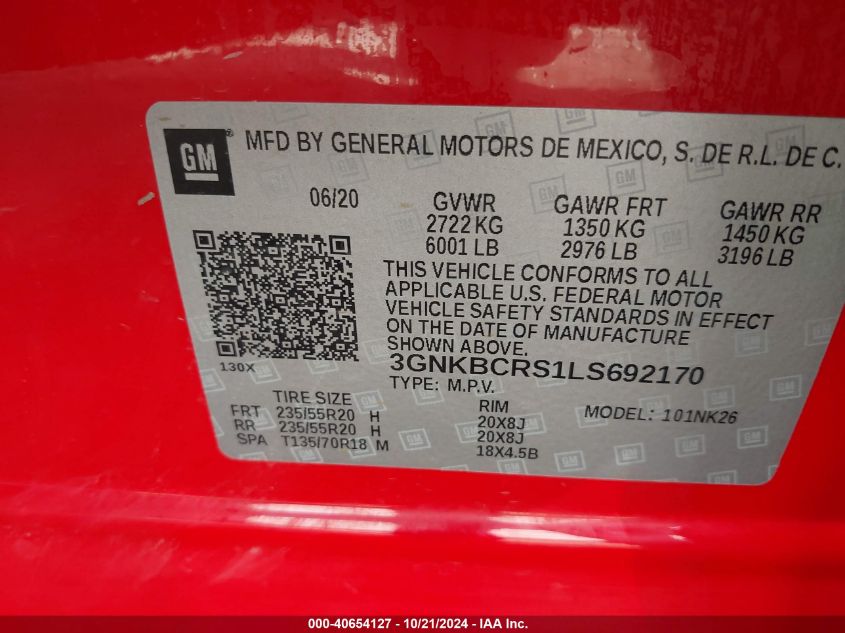 GM ® MFD BY GENERAL MOTORS DE MEXICO, S. DE R.L. DE C.
06/20 GVWR GAWR FRT GAWR RR
2722 KG 1350 KG 1450 KG
6001 LB 2976 LB 3196 LB
THIS VEHICLE CONFORMS TO ALL
APPLICABLE U.S. FEDERAL MOTOR
VEHICLE SAFETY STANDARDS IN EFFECT
ON THE DATE OF MANUFACTURE
SHOWN ABOVE.
130X 3GNKBCRS1LS692170
TYPE: M.P.V.
TIRE SIZE RIM MODEL: 101NK26
FRT 235/55R20 H 20X8J
RR 235/55R20 H 20X8J
SPA T135/70R18 M 18X4.5B
000-40654127 - 10/21/2024 - IAA Inc.